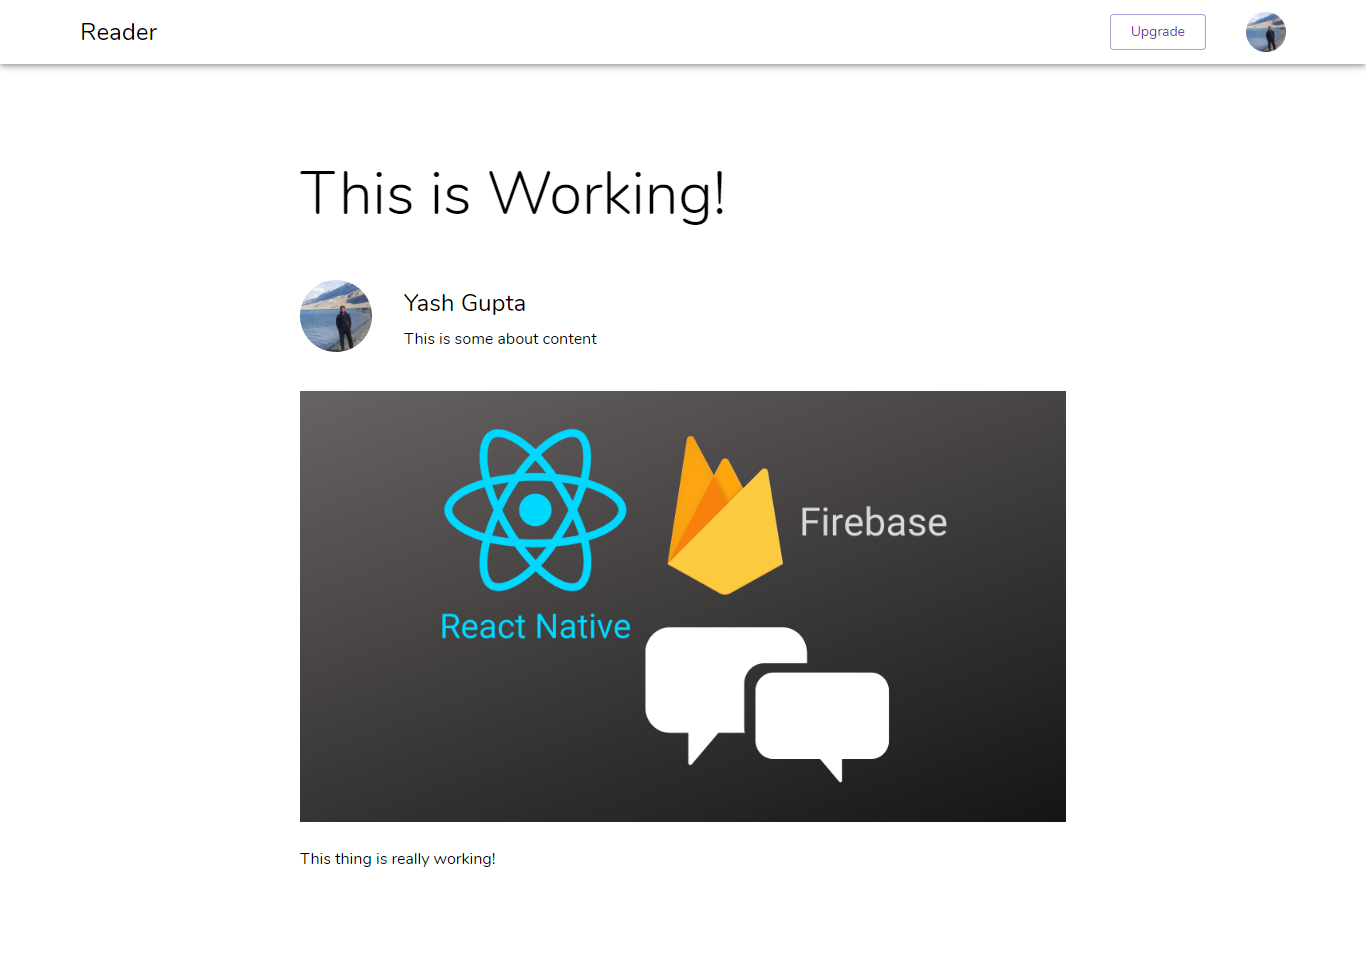 Reader
Upgrade
This is Working!
Yash Gupta
This is some about content
Firebase
React Native
This thing is really working!